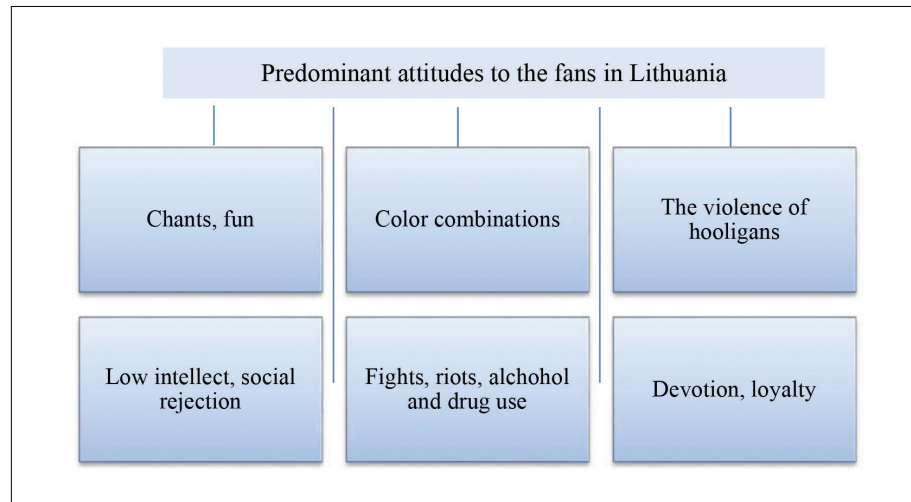 Predominant attitudes to the fans in Lithuania
Chants, fun
Color combinations
The violence of
hooligans
Low intellect, social
rejection
Fights, riots, alchohol
and drug use
Devotion, loyalty